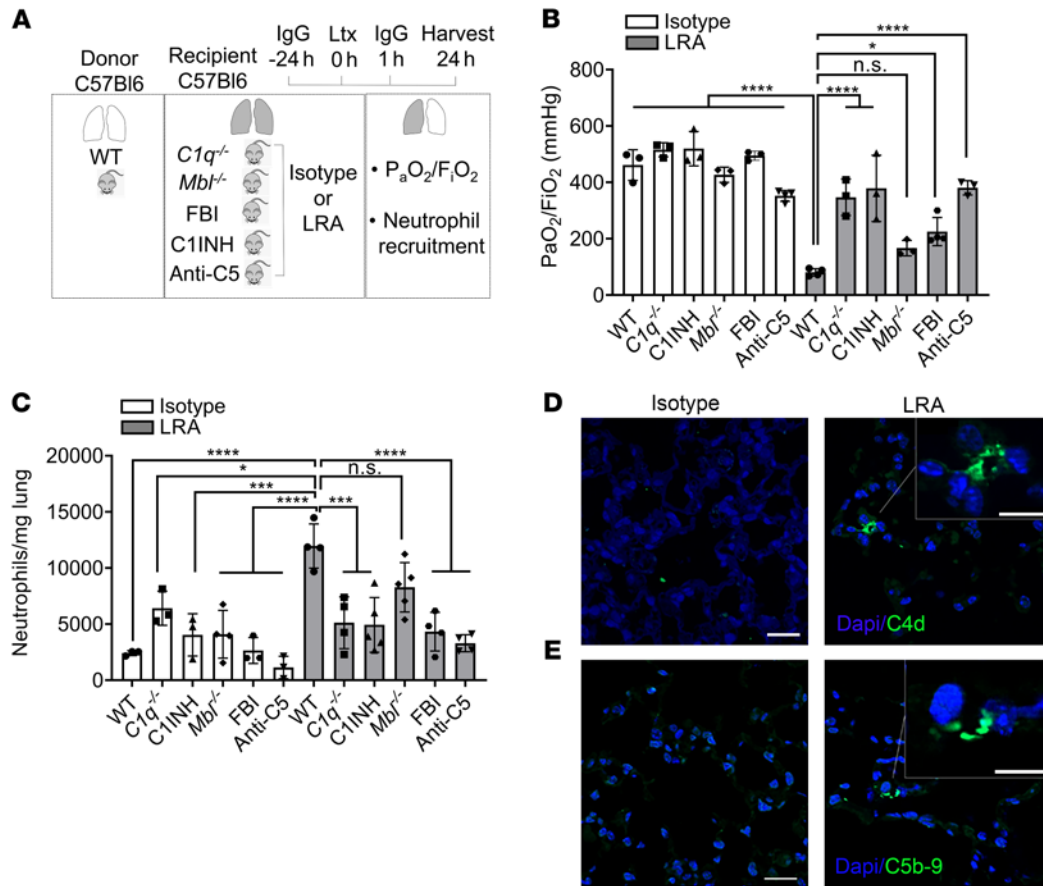 A
IgG Ltx IgG Harvest
-24 h 0 h 1 h 24 h
Donor
C57Bl6
Recipient
C57Bl6
WT
C1q-/-
Mbl-/-
FBI
C1INH
Anti-C5
Isotype
or
LRA
• PaO2/FiO2
• Neutrophil
recruitment
B
Isotype
LRA
PaO2/FiO2 (mmHg)
800
600
400
200
0
****
*
n.s.
****
****
WT C1q-/- C1INH Mbl-/- FBI Anti-C5 WT C1q-/- C1INH Mbl-/- FBI Anti-C5
C
Isotype
LRA
Neutrophils/mg lung
20000
15000
10000
5000
0
**** ****
* n.s.
***
**** ***
WT C1q-/- C1INH Mbl-/- FBI Anti-C5 WT C1q-/- C1INH Mbl-/- FBI Anti-C5
D
Isotype LRA
Dapi/C4d
E
Dapi/C5b-9